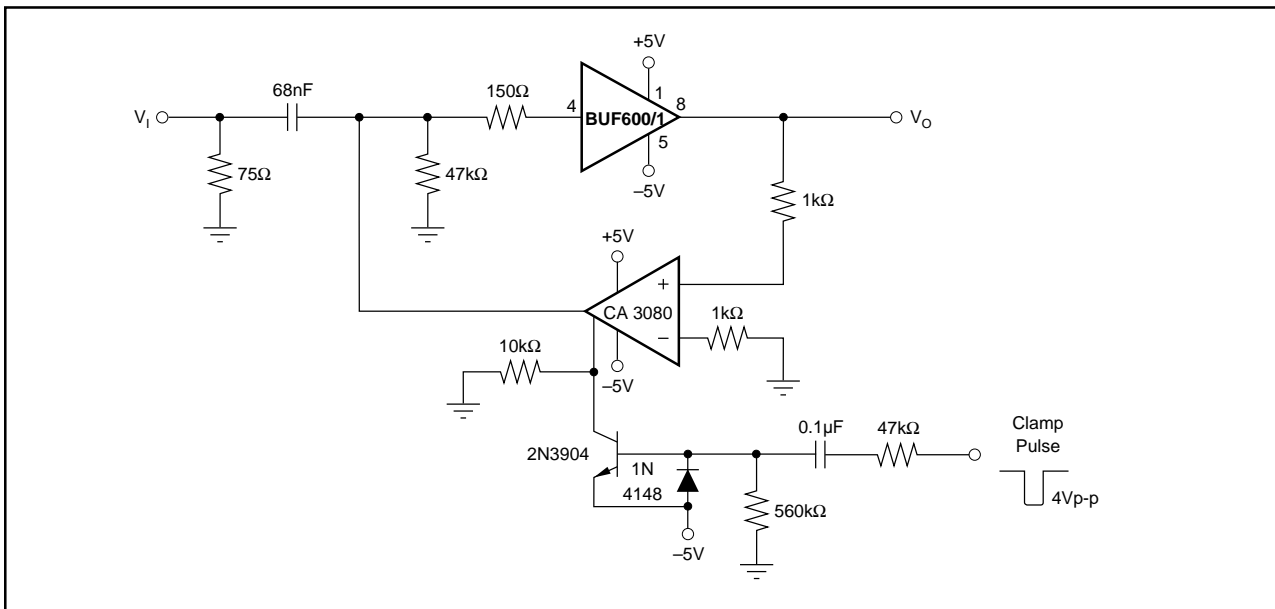 +5V
68nF
150Ω
1
4
8
V_I
BUF600/1
V_O
5
75Ω
47kΩ
–5V
1kΩ
+5V
+
CA 3080
1kΩ
–
10kΩ
–5V
0.1µF
47kΩ
Clamp
Pulse
2N3904
1N
4148
4Vp-p
560kΩ
–5V